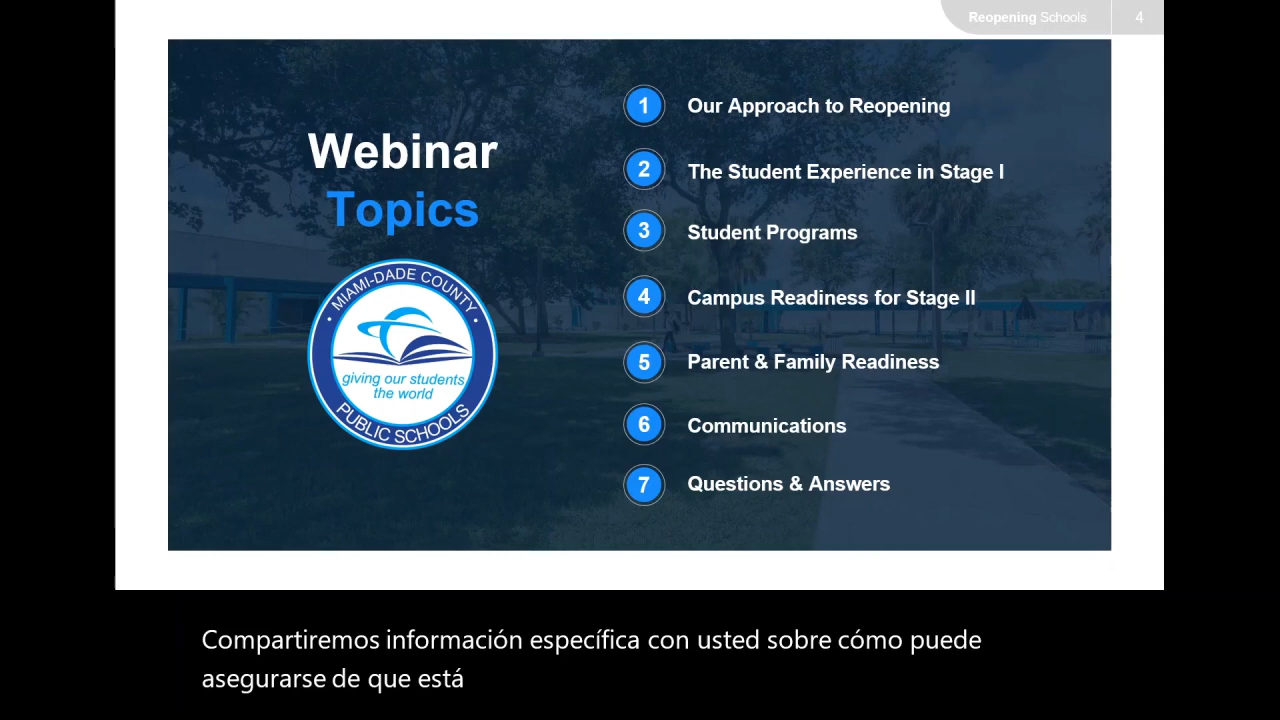 Reopening Schools 4
Webinar
Topics
MIAMI-DADE COUNTY
giving our students
the world
PUBLIC SCHOOLS
1 Our Approach to Reopening
2 The Student Experience in Stage I
3 Student Programs
4 Campus Readiness for Stage II
5 Parent & Family Readiness
6 Communications
7 Questions & Answers
Compartiremos información específica con usted sobre cómo puede
asegurarse de que está